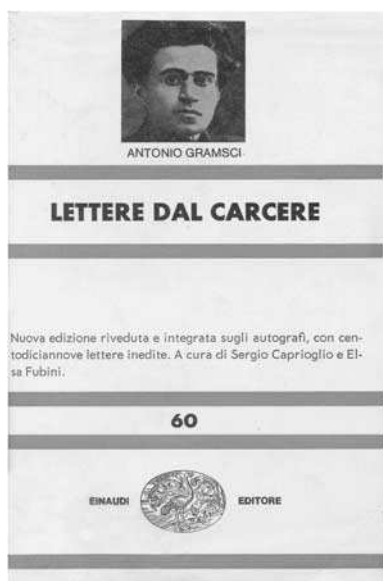 ANTONIO GRAMSCI
LETTERE DAL CARCERE
Nuova edizione riveduta e integrata sugli autografi, con cen-
todiciannove lettere inedite. A cura di Sergio Caprioglio e El-
sa Fubini.
60
EINAUDI EDITORE